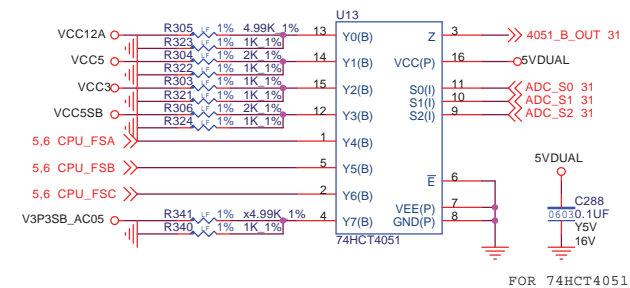 U13
VCC12A R305 LF 1% 4.99K_1% 13 Y0(B) Z 3 4051_B_OUT 31
R323 LF 1% 1K_1%
VCC5 R304 LF 1% 2K_1% 14 Y1(B) VCC(P) 16 5VDUAL
R322 LF 1% 1K_1%
VCC3 R303 LF 1% 1K_1% 15 Y2(B) S0(I) 11 ADC_S0 31
R321 LF 1% 1K_1% S1(I) 10 ADC_S1 31
VCC5SB R306 LF 1% 2K_1% 12 Y3(B) S2(I) 9 ADC_S2 31
R324 LF 1% 1K_1%
5,6 CPU_FSA 1 Y4(B)
5,6 CPU_FSB 5 Y5(B) E 6
5,6 CPU_FSC 2 Y6(B) VEE(P) 7
V3P3SB_AC05 R341 LF 1% x4.99K_1% 4 Y7(B) GND(P) 8
R340 LF 1% 1K_1%
74HCT4051
5VDUAL
C288
0603 0.1UF
Y5V
16V
FOR 74HCT4051